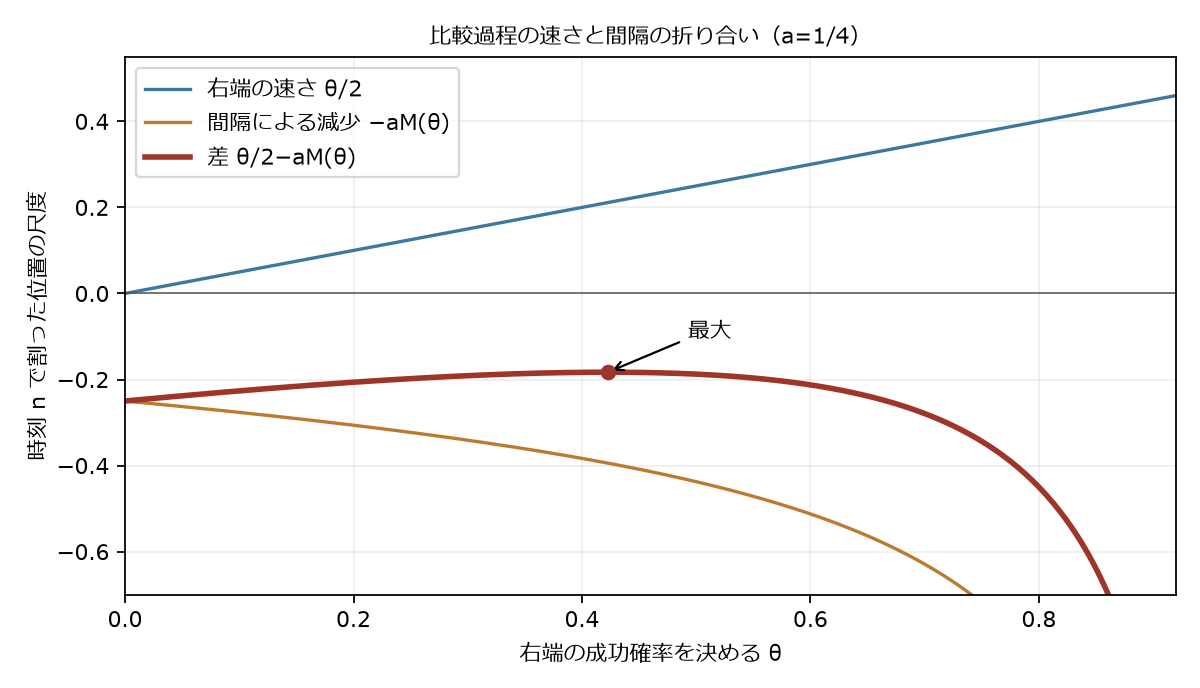 比較過程の速さと間隔の折り合い（a=1/4）
右端の速さ θ/2
間隔による減少 −aM(θ)
差 θ/2−aM(θ)
時刻 n で割った位置の尺度
0.4
0.2
0.0
−0.2
−0.4
−0.6
最大
0.0 0.2 0.4 0.6 0.8
右端の成功確率を決める θ